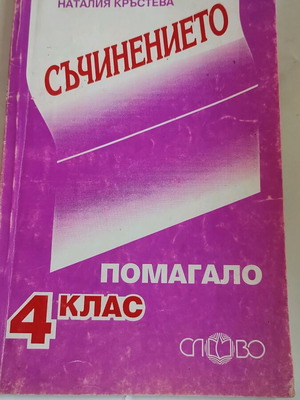 НАТАЛИЯ КРЪСТЕВА
СЪЧИНЕНИЕТО
ПОМАГАЛО
4 КЛАС
СЛОВО